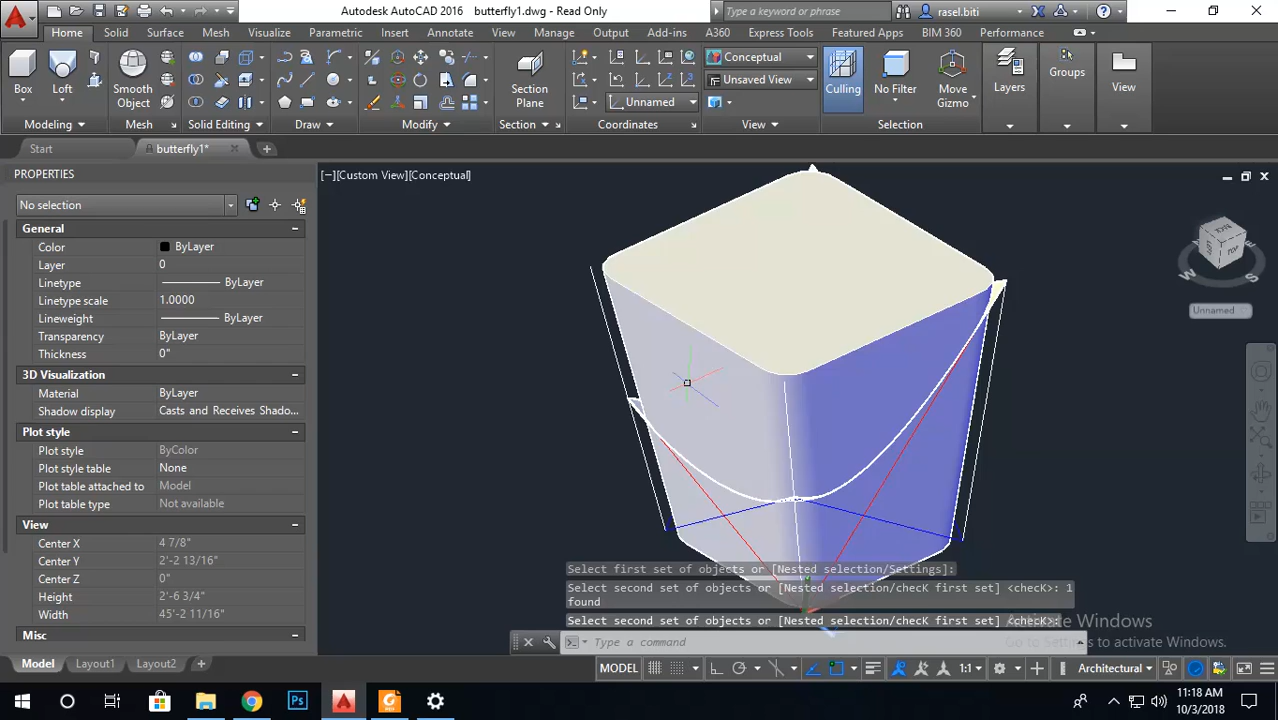 Autodesk AutoCAD 2016   butterfly1.dwg - Read Only
Type a keyword or phrase
rasel.biti
Home Solid Surface Mesh Visualize Parametric Insert Annotate View Manage Output Add-ins A360 Express Tools Featured Apps BIM 360 Performance
Conceptual
Unsaved View
Unnamed
Box Loft Smooth Object Section Plane Culling No Filter Move Gizmo Layers Groups View
Modeling Mesh Solid Editing Draw Modify Section Coordinates View Selection
Start butterfly1*
PROPERTIES
[−][Custom View][Conceptual]
No selection
General
Color ByLayer
Layer 0
Linetype ByLayer
Linetype scale 1.0000
Lineweight ByLayer
Transparency ByLayer
Thickness 0"
3D Visualization
Material ByLayer
Shadow display Casts and Receives Shado...
Plot style
Plot style ByColor
Plot style table None
Plot table attached to Model
Plot table type Not available
View
Center X 4 7/8"
Center Y 2'-2 13/16"
Center Z 0"
Height 2'-6 3/4"
Width 45'-2 11/16"
Misc
BACK
TOP
W
S
Unnamed
Select first set of objects or [Nested selection/Settings]:
Select second set of objects or [Nested selection/checK first set] <checK>: 1
found
Select second set of objects or [Nested selection/checK first set] <checK>:
Type a command
Activate Windows
Go to Settings to activate Windows.
Model Layout1 Layout2
MODEL
1:1
Architectural
Ps
11:18 AM
10/3/2018